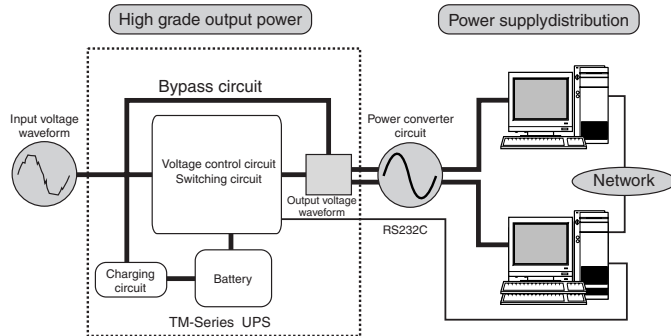 High grade output power
Power supplydistribution
Bypass circuit
Input voltage
waveform
Power converter
circuit
Voltage control circuit
Switching circuit
Output voltage
waveform
Network
RS232C
Charging
circuit
Battery
TM-Series UPS